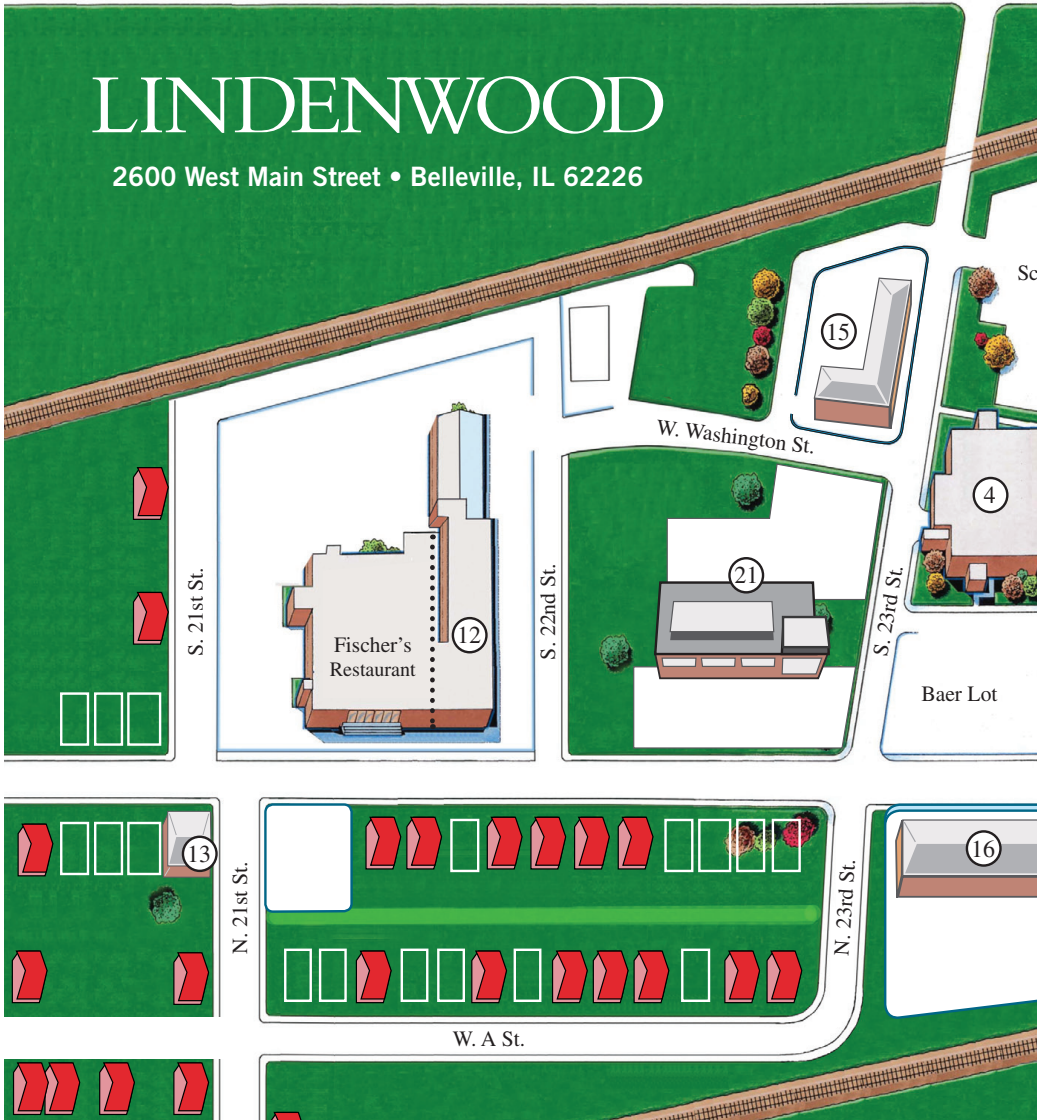 LINDENWOOD
2600 West Main Street • Belleville, IL 62226
Sc
15
W. Washington St.
4
S. 21st St.
S. 22nd St.
21
S. 23rd St.
12
Fischer's
Restaurant
Baer Lot
13
16
N. 21st St.
N. 23rd St.
W. A St.